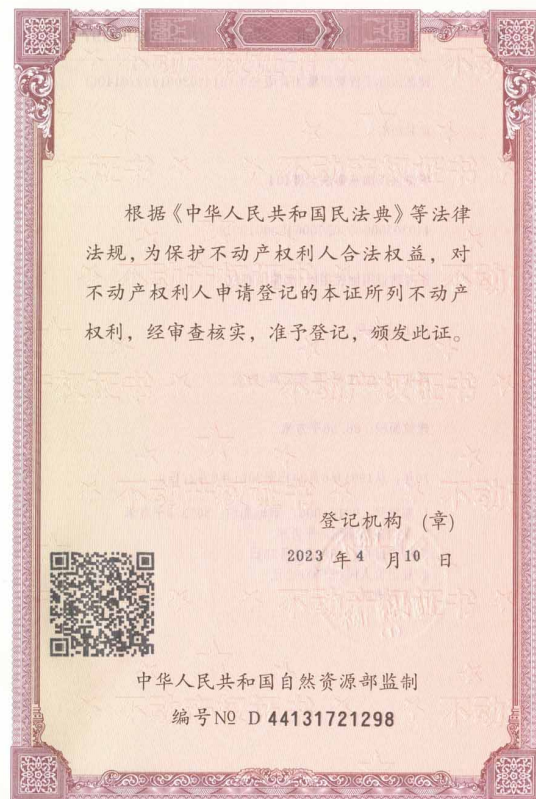 根据《中华人民共和国民法典》等法律
法规，为保护不动产权利人合法权益，对
不动产权利人申请登记的本证所列不动产
权利，经审查核实，准予登记，颁发此证。
登记机构 (章)
2023 年 4 月 10 日
中华人民共和国自然资源部监制
编号№ D 44131721298